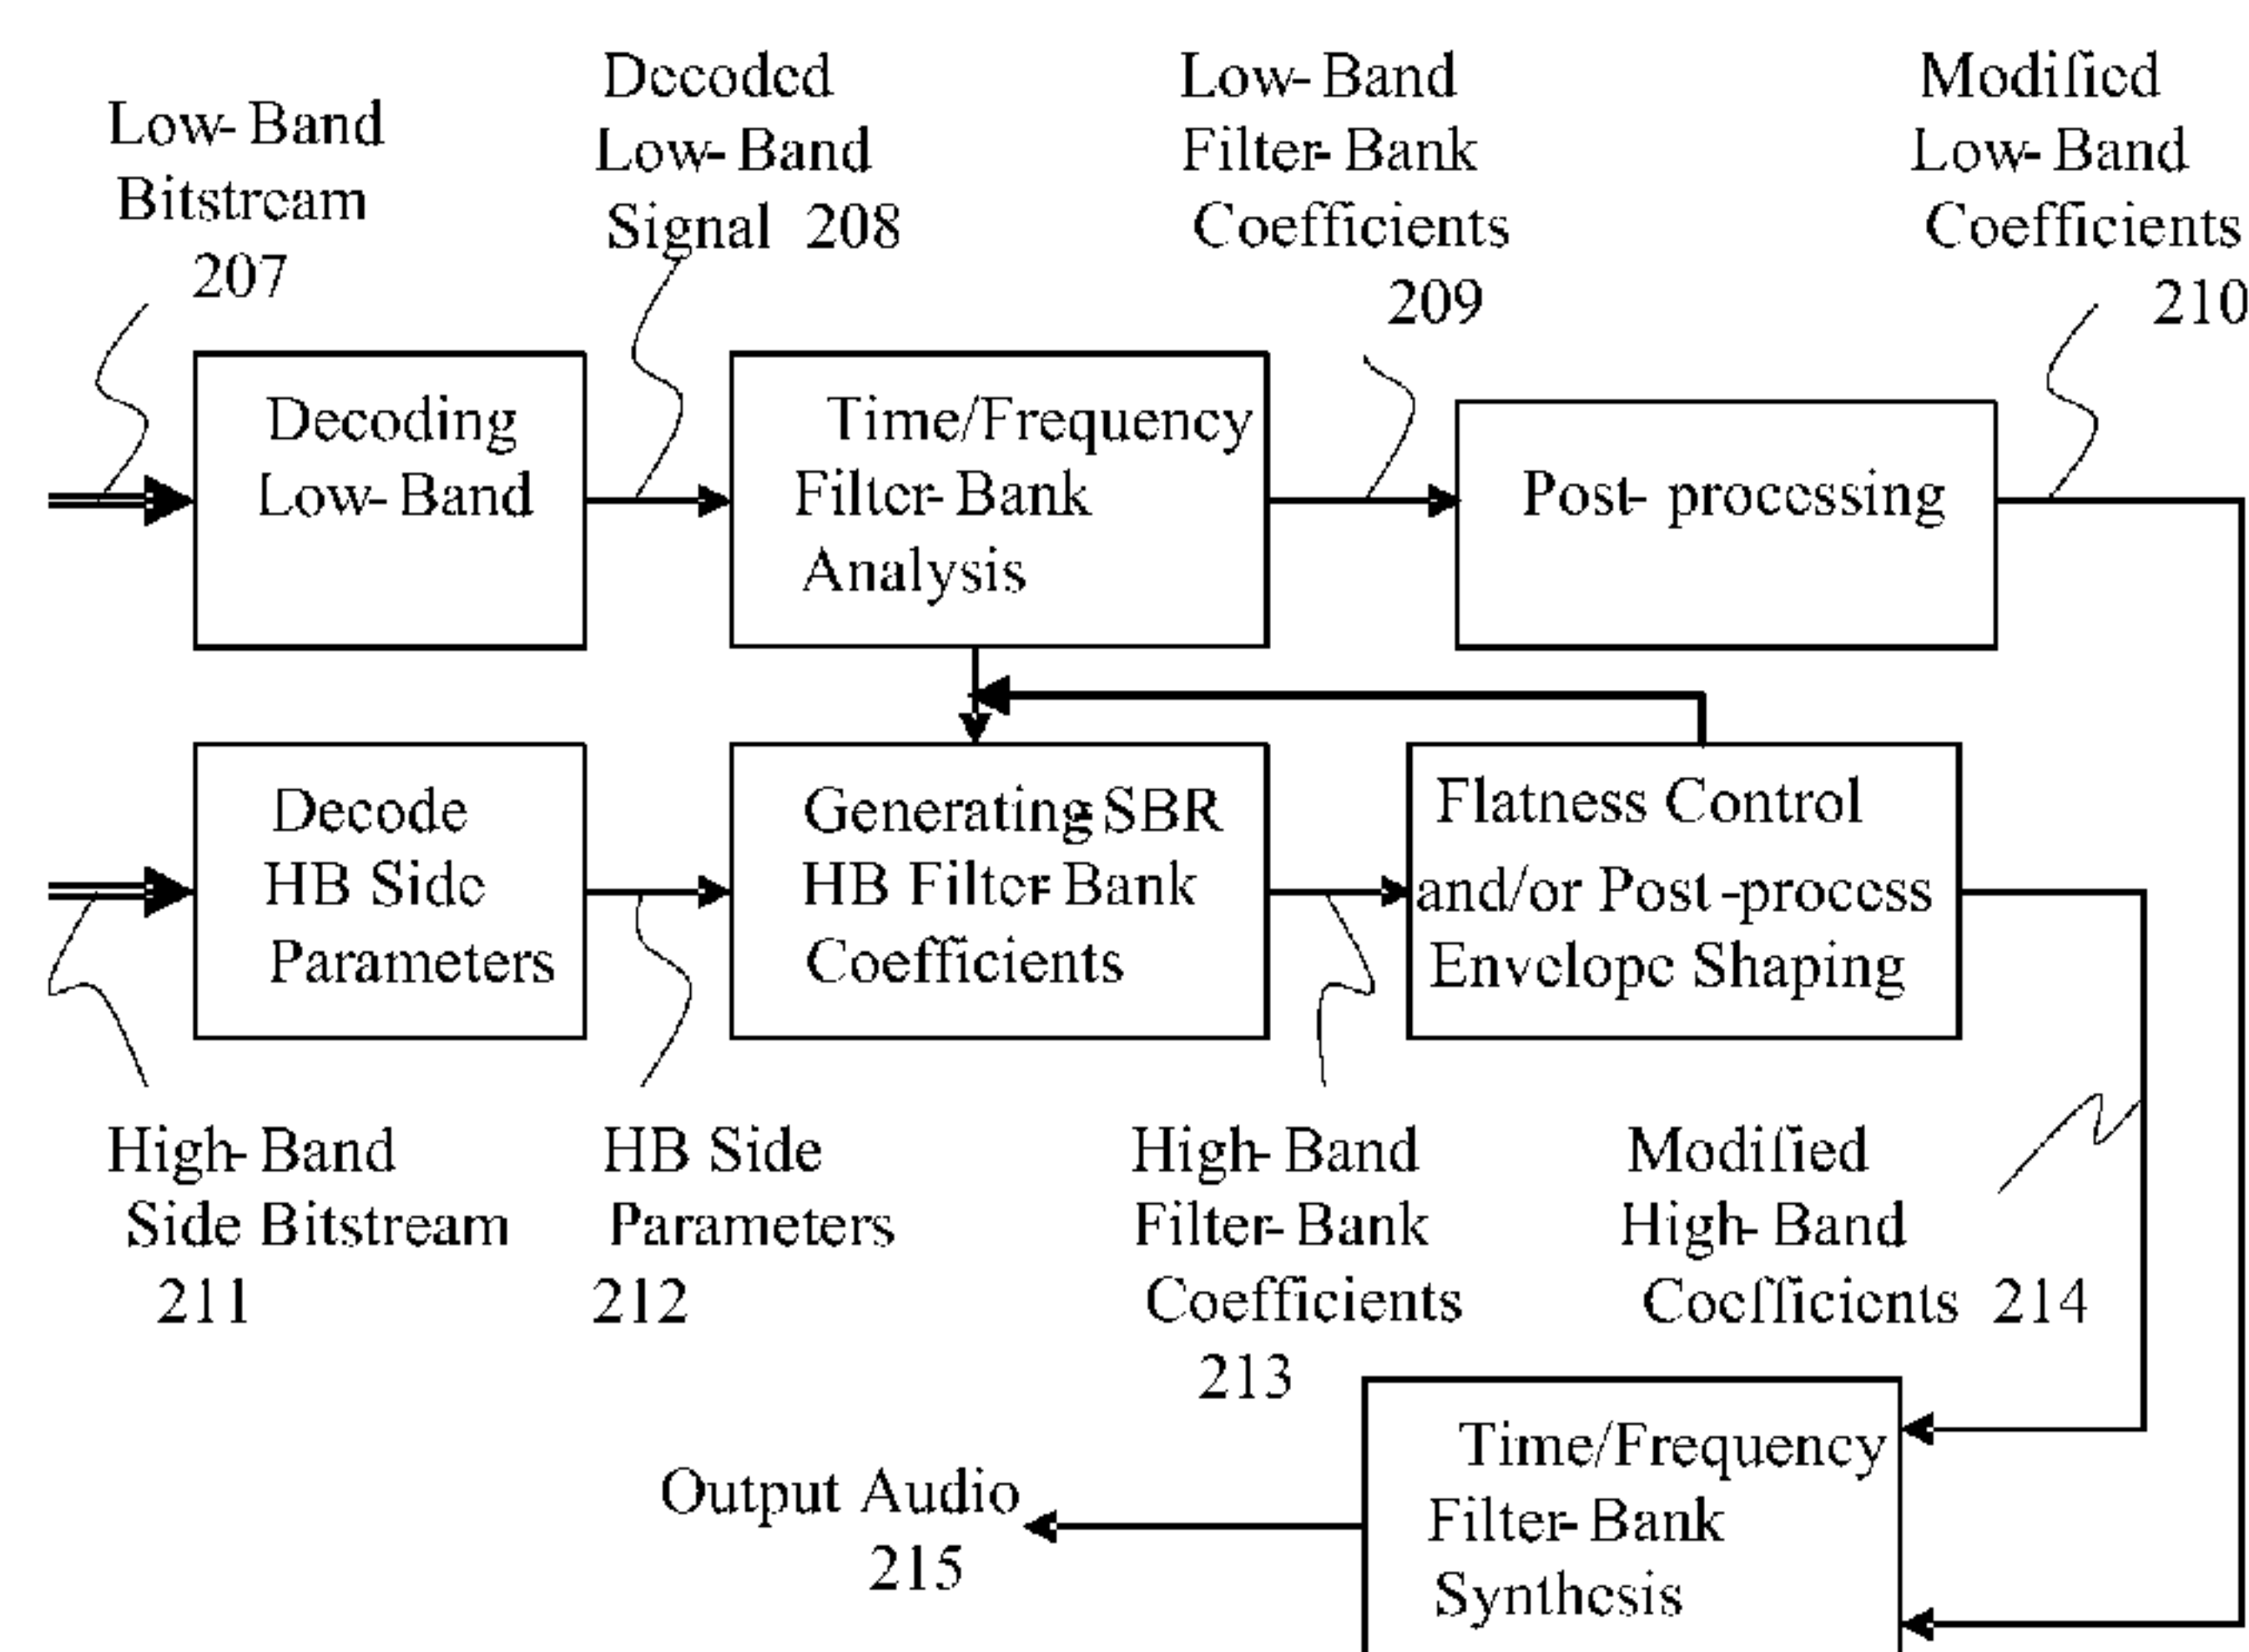 Low-Band
Bitstream
207
Decoded
Low-Band
Signal 208
Low-Band
Filter-Bank
Coefficients
209
Modified
Low-Band
Coefficients
210
Decoding
Low-Band
Time/Frequency
Filter-Bank
Analysis
Post-processing
Decode
HB Side
Parameters
Generating SBR
HB Filter-Bank
Coefficients
Flatness Control
and/or Post-process
Envelope Shaping
High-Band
Side Bitstream
211
HB Side
Parameters
212
High-Band
Filter-Bank
Coefficients
213
Modified
High-Band
Coefficients 214
Time/Frequency
Filter-Bank
Synthesis
Output Audio
215